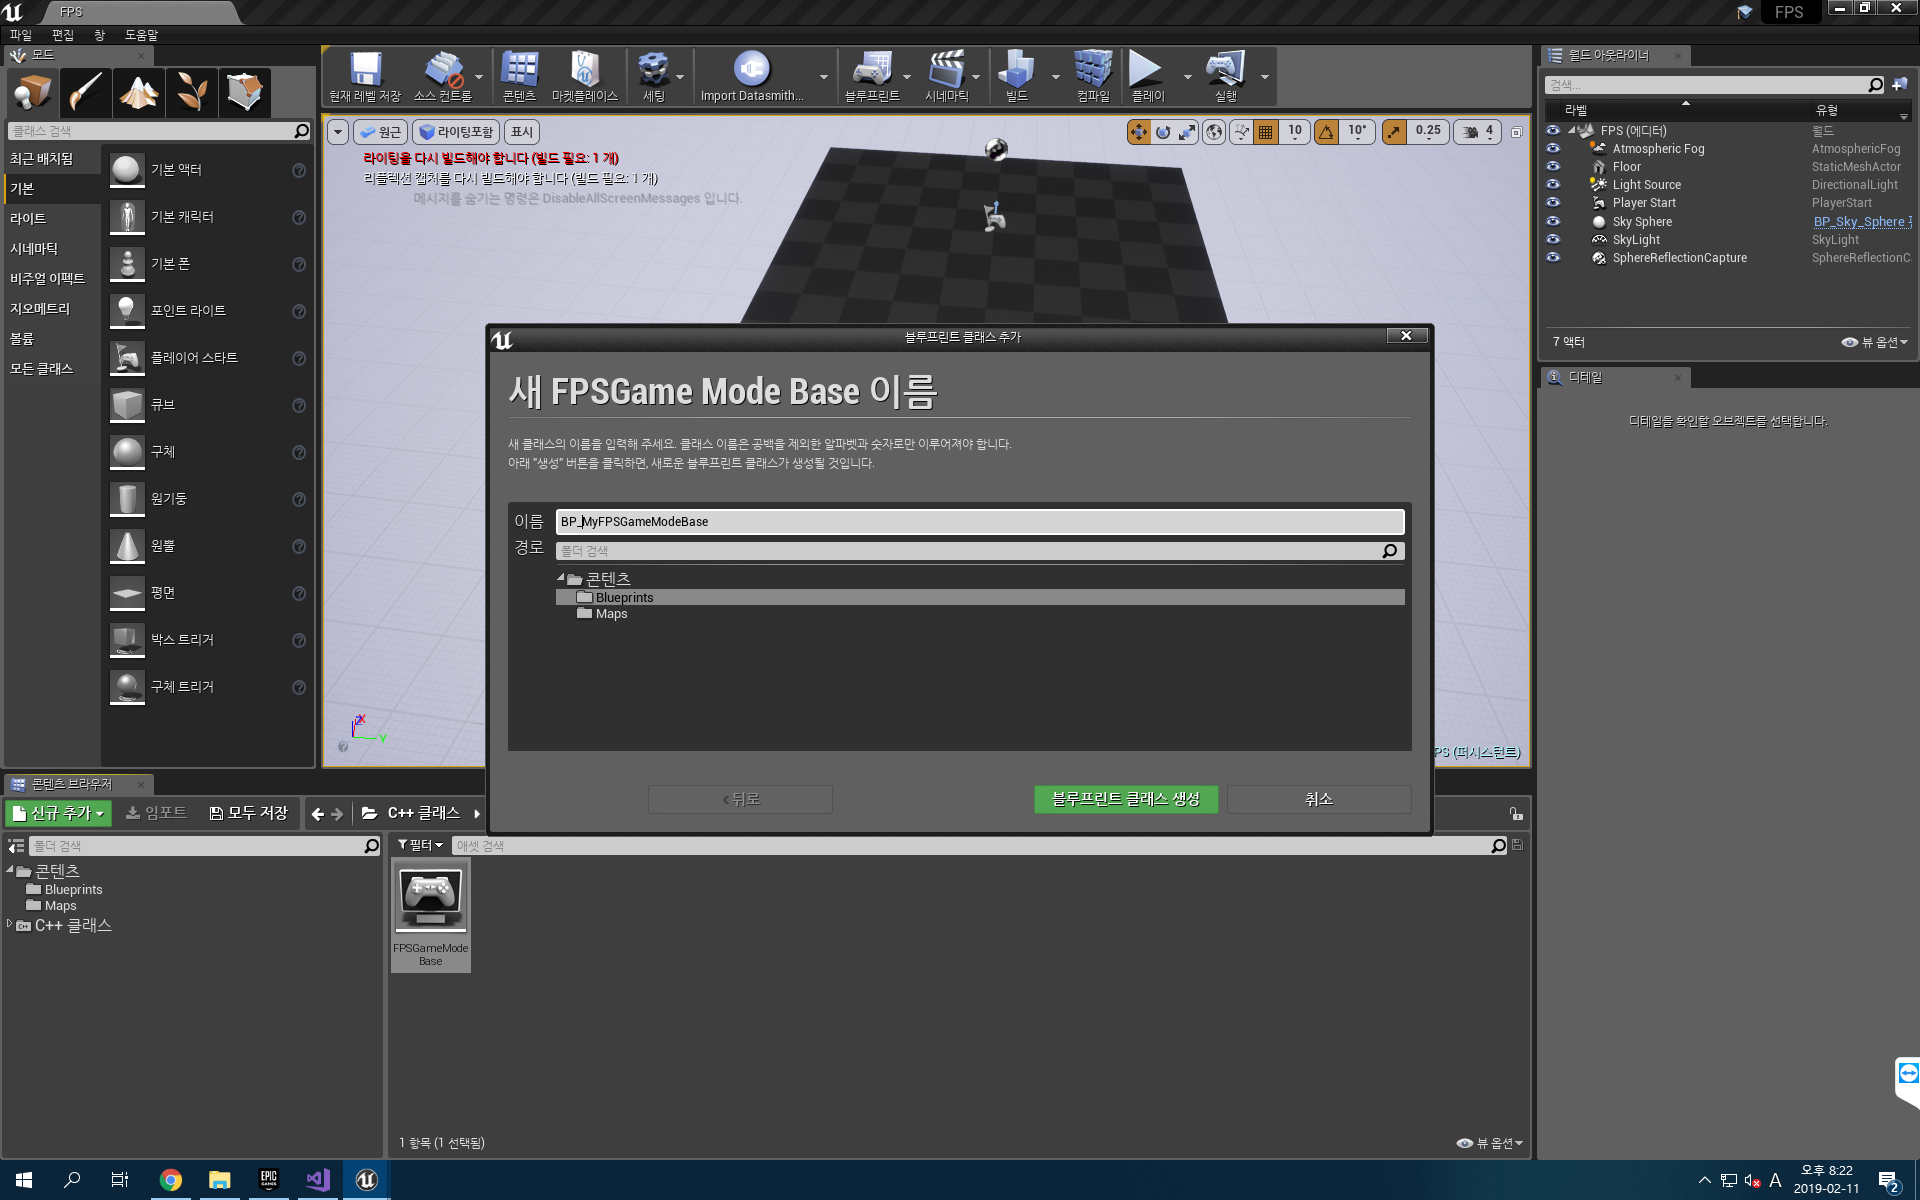 FPS
FPS
파일 편집 창 도움말
모드
클래스 검색
최근 배치됨
기본
라이트
시네마틱
비주얼 이펙트
지오메트리
볼륨
모든 클래스
기본 액터
기본 캐릭터
기본 폰
포인트 라이트
플레이어 스타트
큐브
구체
원기둥
원뿔
평면
박스 트리거
구체 트리거
현재 레벨 저장 소스 컨트롤 콘텐츠 마켓플레이스 세팅 Import Datasmith... 블루프린트 시네마틱 빌드 컴파일 플레이 실행
원근 라이팅포함 표시
10 10° 0.25 4
라이팅을 다시 빌드해야 합니다 (빌드 필요: 1 개)
리플렉션 캡처를 다시 빌드해야 합니다 (빌드 필요: 1 개)
메시지를 숨기는 명령은 DisableAllScreenMessages 입니다.
X
Y
PS (퍼시스턴트)
블루프린트 클래스 추가
새 FPSGame Mode Base 이름
새 클래스의 이름을 입력해 주세요. 클래스 이름은 공백을 제외한 알파벳과 숫자로만 이루어져야 합니다.
아래 "생성" 버튼을 클릭하면, 새로운 블루프린트 클래스가 생성될 것입니다.
이름 BP_MyFPSGameModeBase
경로 폴더 검색
콘텐츠
Blueprints
Maps
뒤로 블루프린트 클래스 생성 취소
월드 아웃라이너
검색...
라벨 유형
FPS (에디터) 월드
Atmospheric Fog AtmosphericFog
Floor StaticMeshActor
Light Source DirectionalLight
Player Start PlayerStart
Sky Sphere BP_Sky_Sphere
SkyLight SkyLight
SphereReflectionCapture SphereReflectionC
7 액터 뷰 옵션
디테일
디테일을 확인할 오브젝트를 선택합니다.
콘텐츠 브라우저
신규 추가 임포트 모두 저장 C++ 클래스
폴더 검색
콘텐츠
Blueprints
Maps
C++ 클래스
필터 애셋 검색
FPSGameMode
Base
1 항목 (1 선택됨) 뷰 옵션
EPIC
GAMES
A
오후 8:22
2019-02-11
2